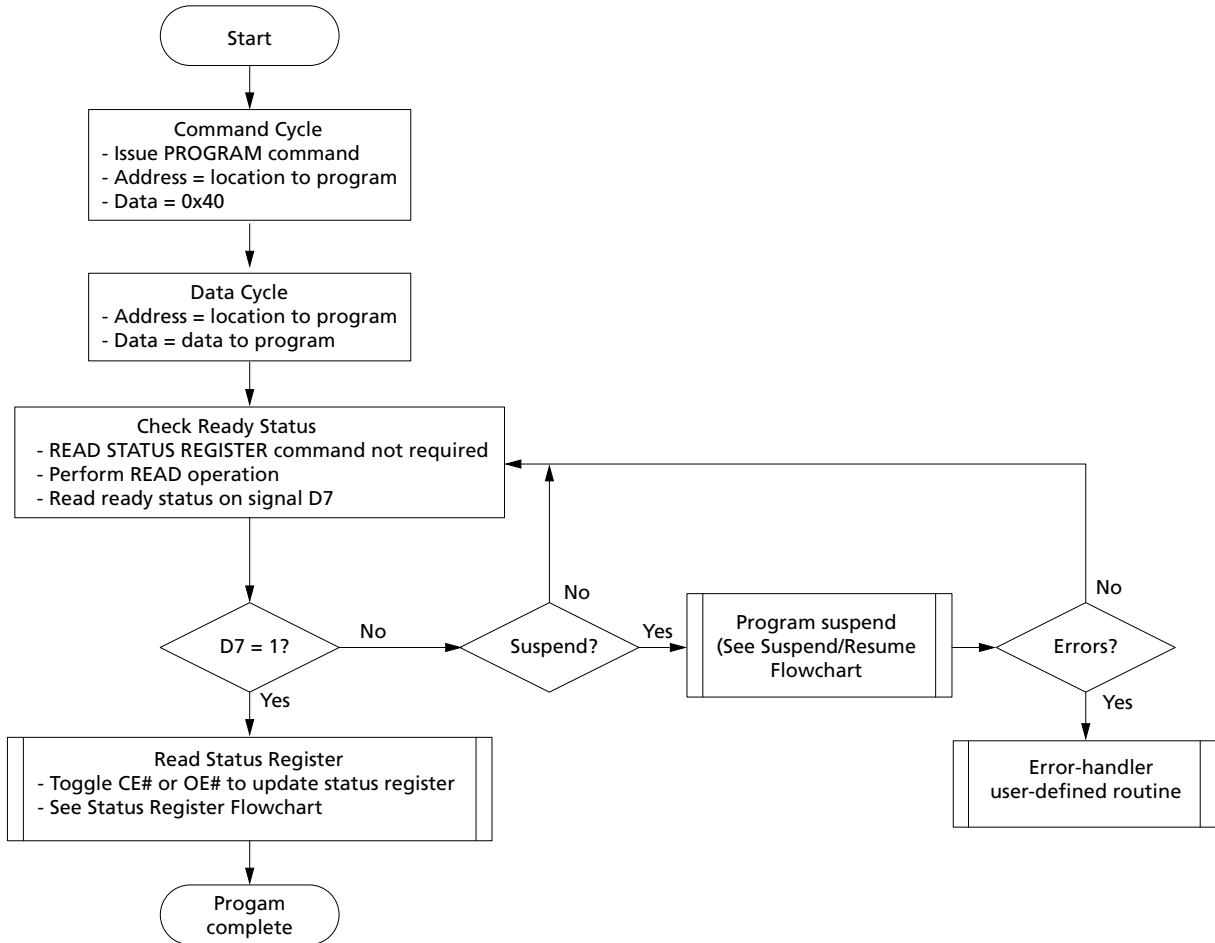 Start
Command Cycle
- Issue PROGRAM command
- Address = location to program
- Data = 0x40
Data Cycle
- Address = location to program
- Data = data to program
Check Ready Status
- READ STATUS REGISTER command not required
- Perform READ operation
- Read ready status on signal D7
D7 = 1?
No
Suspend?
No
Yes
Program suspend
(See Suspend/Resume
Flowchart
Errors?
No
Yes
Error-handler
user-defined routine
Yes
Read Status Register
- Toggle CE# or OE# to update status register
- See Status Register Flowchart
Progam
complete